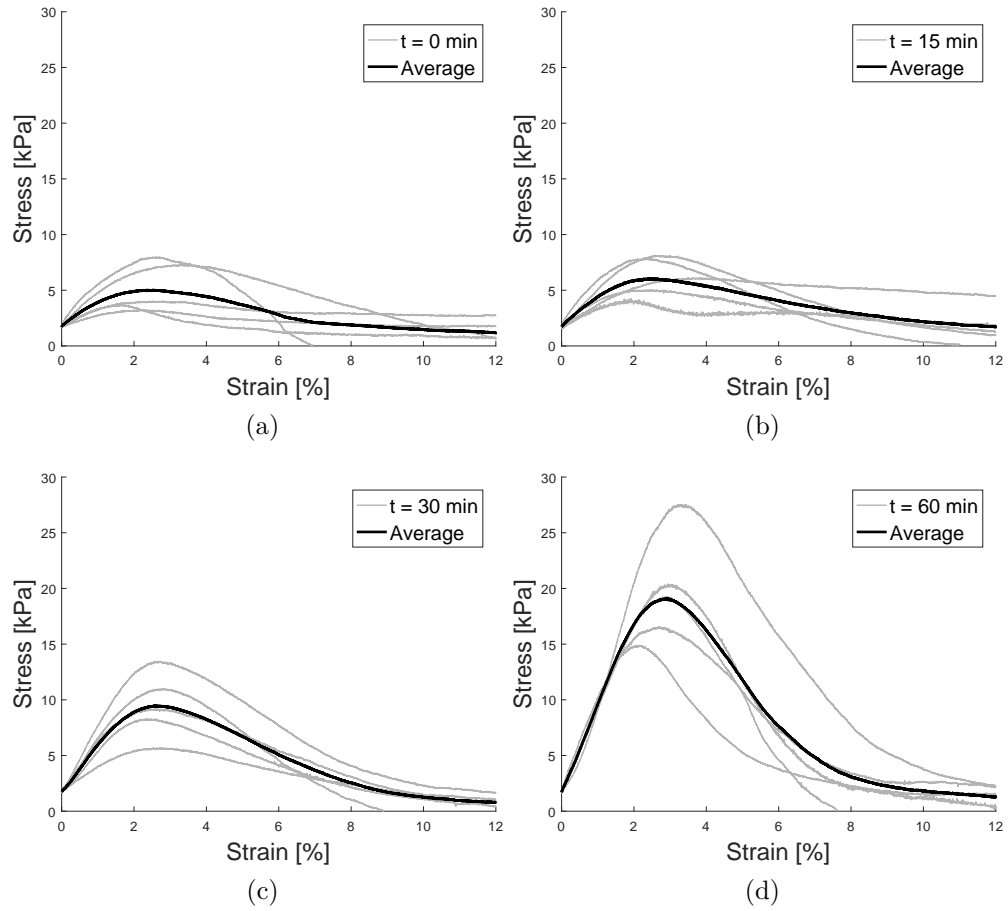 30
25
20
15
10
5
0
Stress [kPa]
t = 0 min
Average
0 2 4 6 8 10 12
Strain [%]
(a)
30
25
20
15
10
5
0
Stress [kPa]
t = 15 min
Average
0 2 4 6 8 10 12
Strain [%]
(b)
30
25
20
15
10
5
0
Stress [kPa]
t = 30 min
Average
0 2 4 6 8 10 12
Strain [%]
(c)
30
25
20
15
10
5
0
Stress [kPa]
t = 60 min
Average
0 2 4 6 8 10 12
Strain [%]
(d)